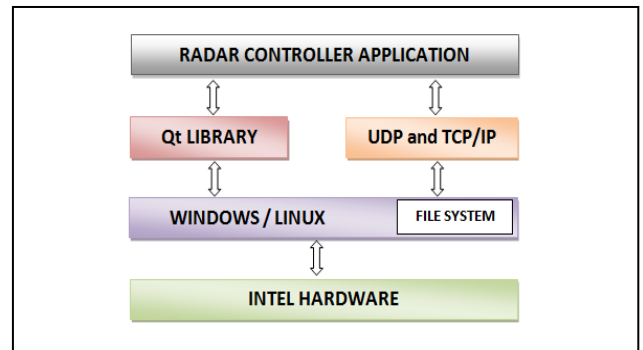 RADAR CONTROLLER APPLICATION
Qt LIBRARY
UDP and TCP/IP
WINDOWS / LINUX
FILE SYSTEM
INTEL HARDWARE